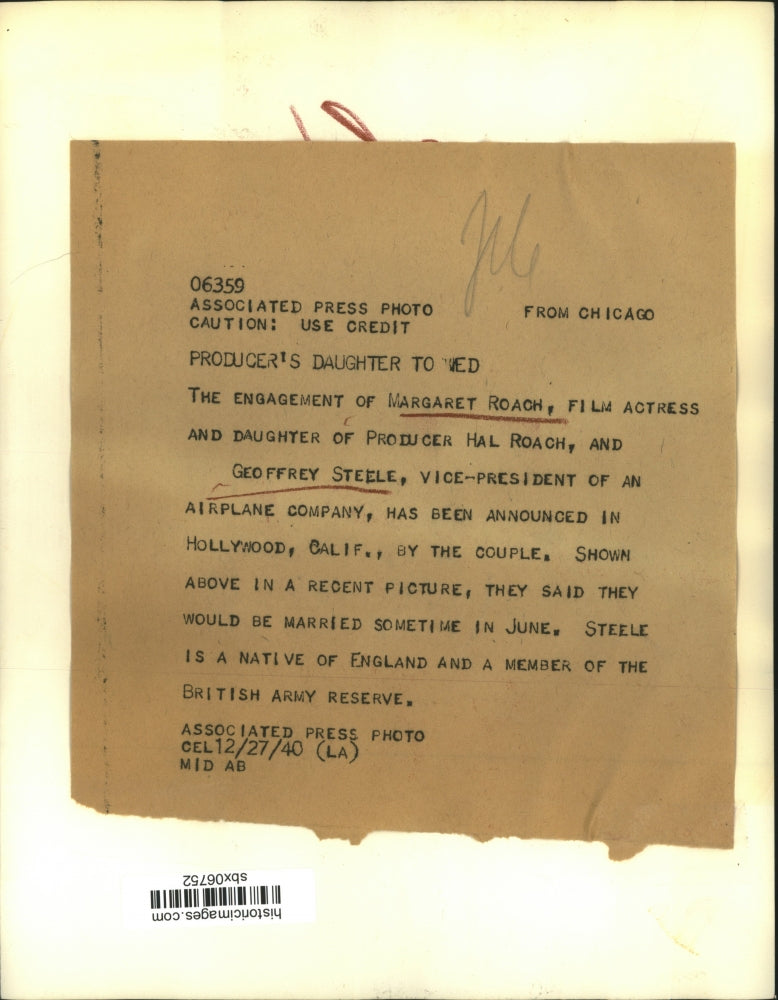 06359
ASSOCIATED PRESS PHOTO FROM CHICAGO
CAUTION: USE CREDIT
PRODUCER'S DAUGHTER TO WED
THE ENGAGEMENT OF MARGARET ROACH, FILM ACTRESS
AND DAUGHTER OF PRODUCER HAL ROACH, AND
GEOFFREY STEELE, VICE-PRESIDENT OF AN
AIRPLANE COMPANY, HAS BEEN ANNOUNCED IN
HOLLYWOOD, CALIF., BY THE COUPLE. SHOWN
ABOVE IN A RECENT PICTURE, THEY SAID THEY
WOULD BE MARRIED SOMETIME IN JUNE. STEELE
IS A NATIVE OF ENGLAND AND A MEMBER OF THE
BRITISH ARMY RESERVE.
ASSOCIATED PRESS PHOTO
CEL12/27/40 (LA)
MID AB
sbx06752
historicimages.com